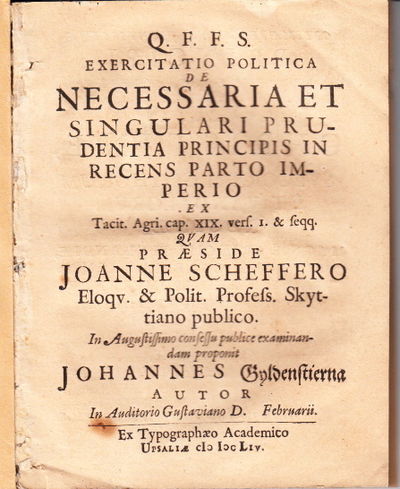 Q. F. F. S.
EXERCITATIO POLITICA
DE
NECESSARIA ET
SINGULARI PRU-
DENTIA PRINCIPIS IN
RECENS PARTO IM-
PERIO
EX
Tacit. Agri. cap. XIX. vers. 1. & seqq.
QVAM
PRÆSIDE
JOANNE SCHEFFERO
Eloqv. & Polit. Profess. Skyt-
tiano publico.
In Augustissimo consessu publice examinan-
dam proponit
JOHANNES Gyldenstierna
AUTOR
In Auditorio Gustaviano D. Februarii.
Ex Typographæo Academico
UPSALIÆ cIↄ Iↄc LIV.